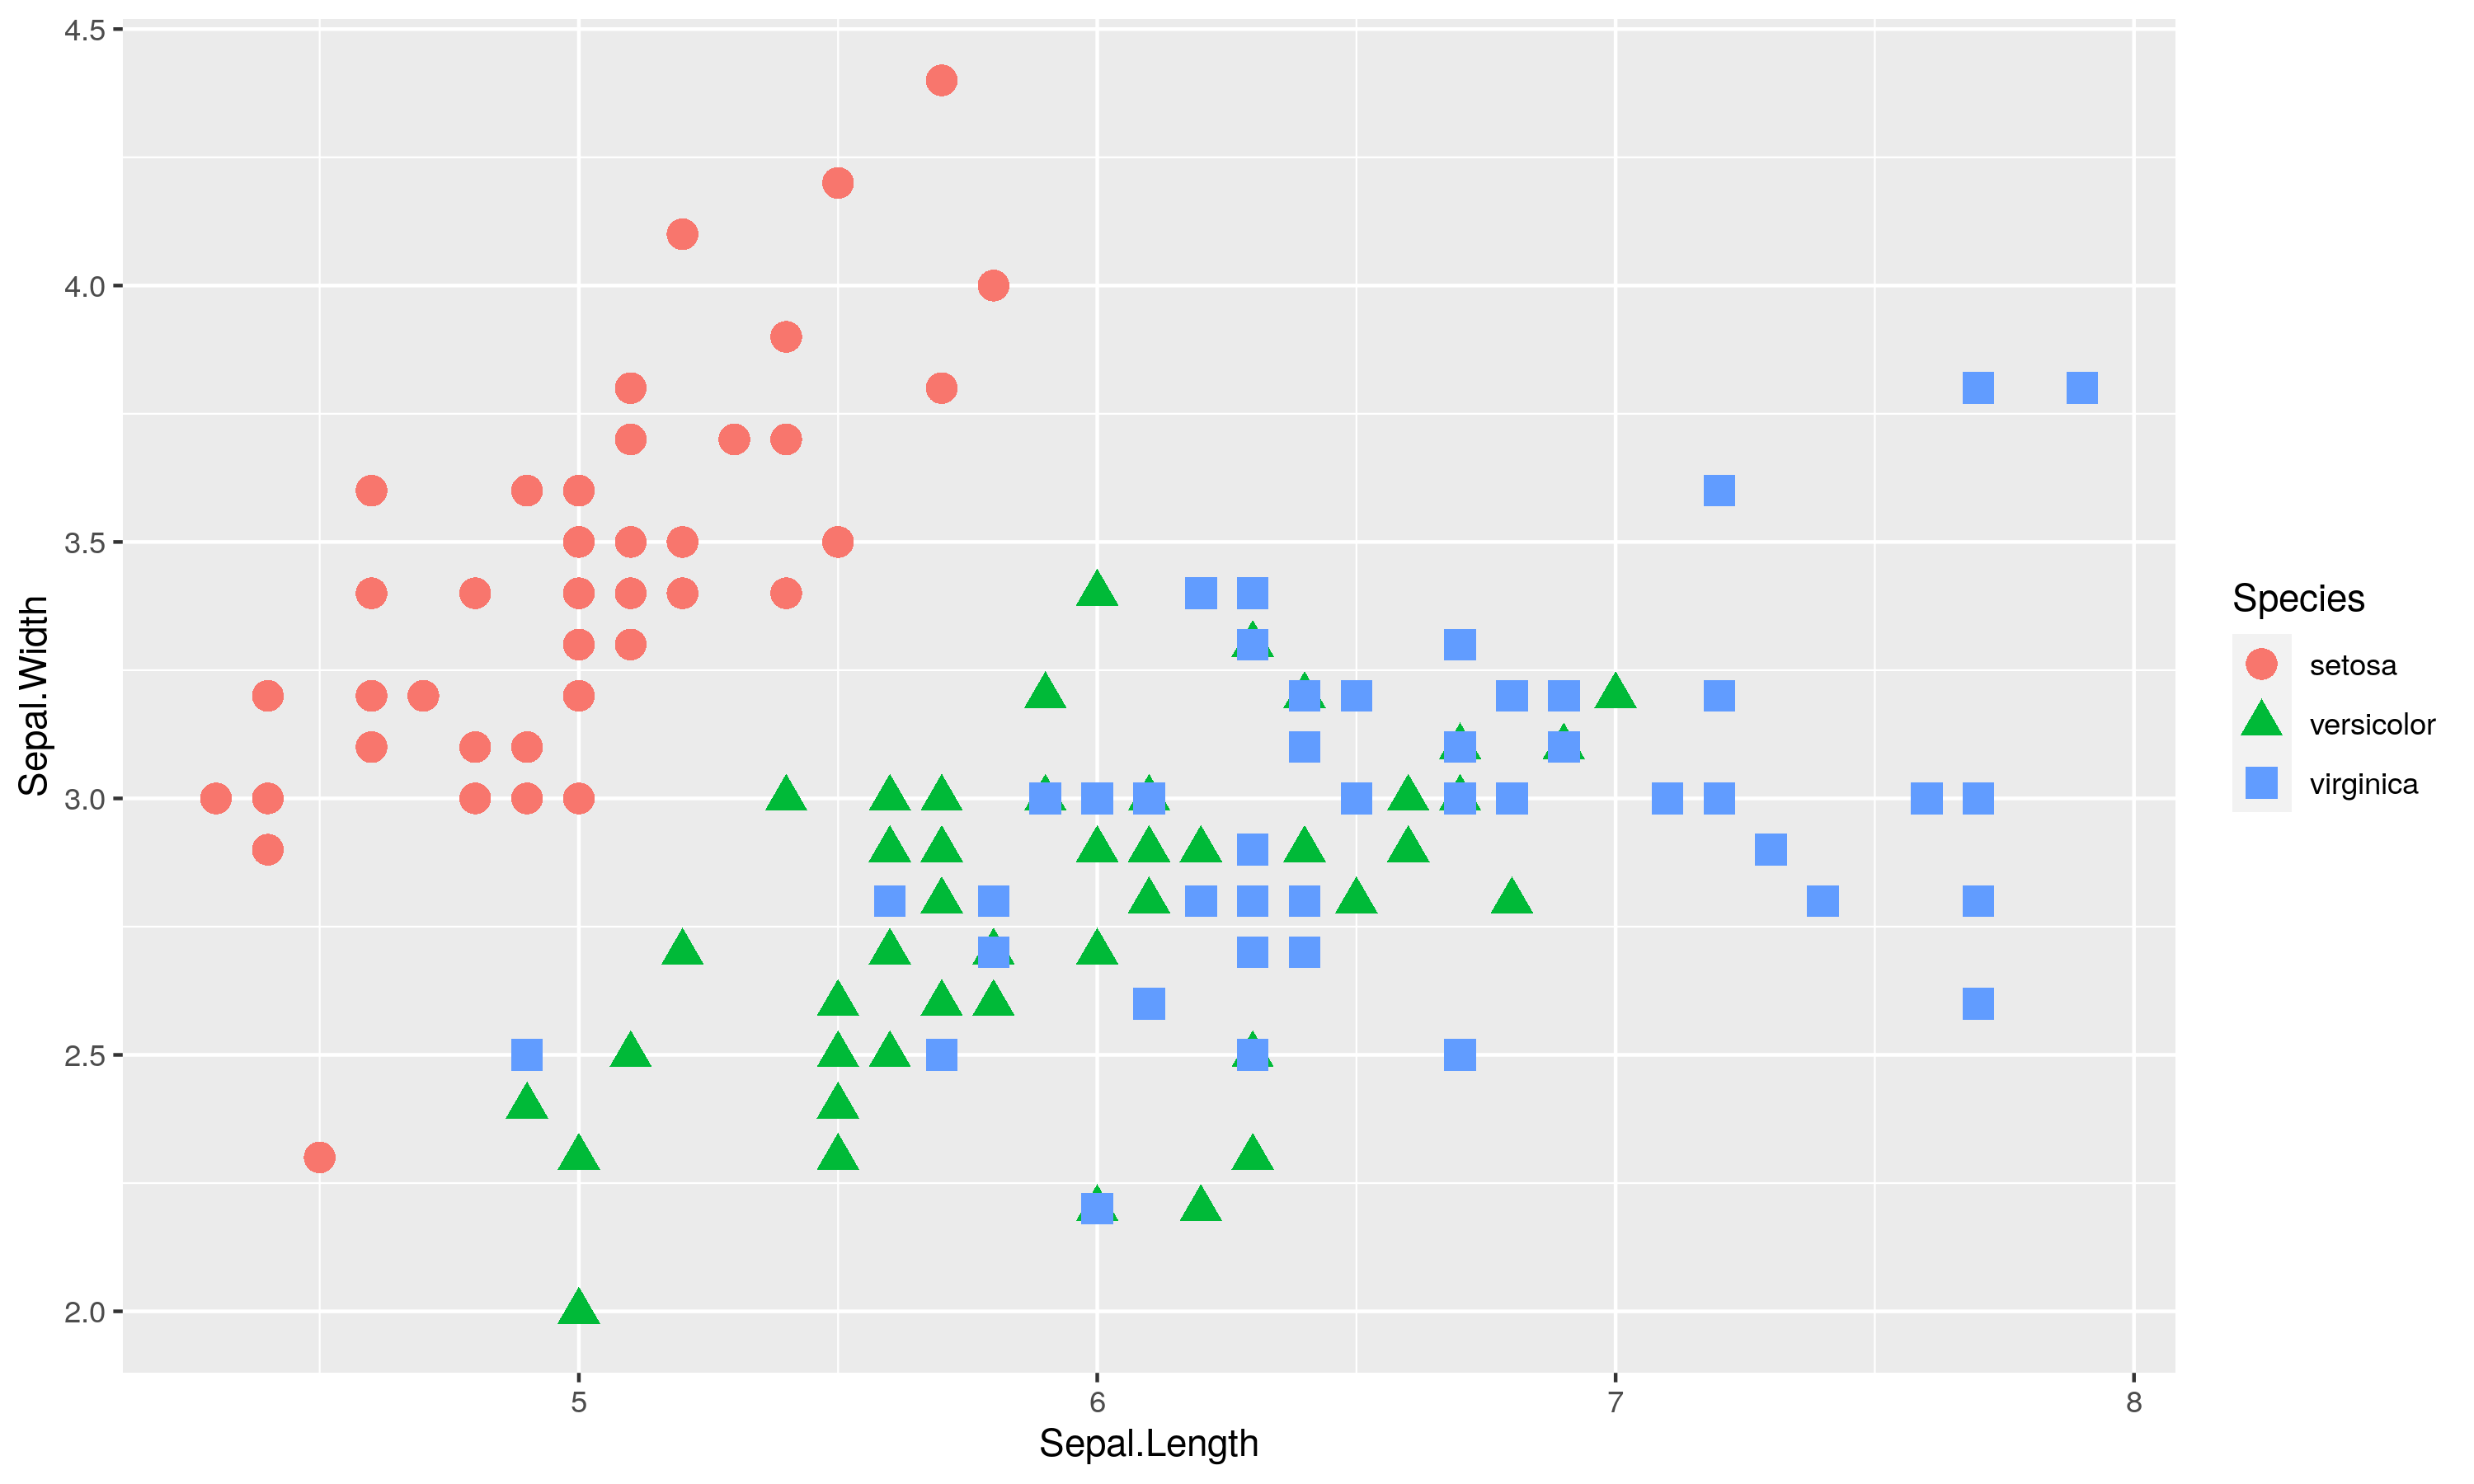 4.5
4.0
3.5
3.0
2.5
2.0
Sepal.Width
5 6 7 8
Sepal.Length
Species
setosa
versicolor
virginica